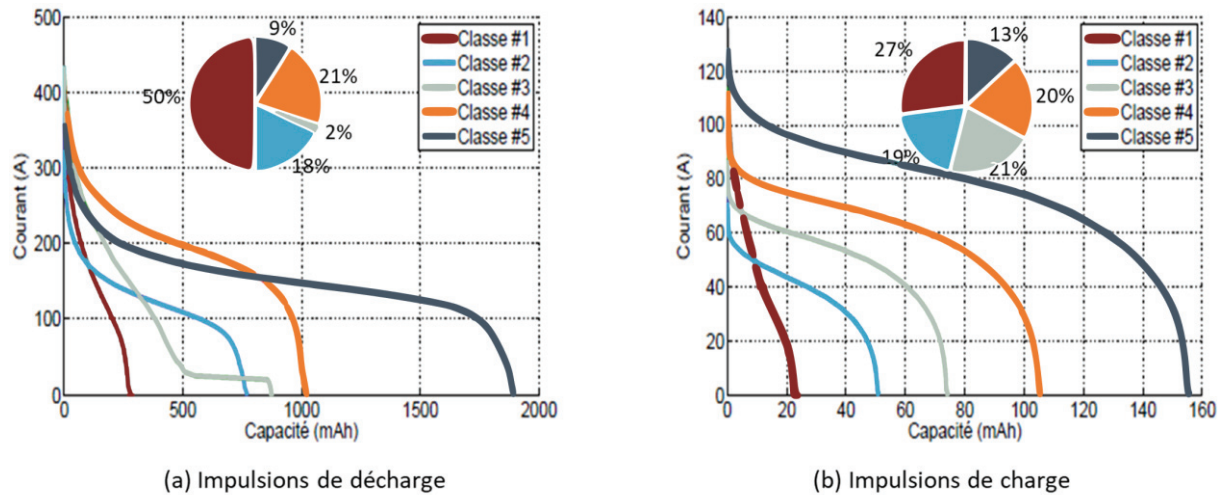 500
400
300
200
100
0
Courant (A)
0
500
1000
1500
2000
Capacité (mAh)
50%
9%
21%
2%
18%
Classe #1
Classe #2
Classe #3
Classe #4
Classe #5
(a) Impulsions de décharge
140
120
100
80
60
40
20
0
Courant (A)
0
20
40
60
80
100
120
140
160
Capacité (mAh)
27%
13%
20%
19%
21%
Classe #1
Classe #2
Classe #3
Classe #4
Classe #5
(b) Impulsions de charge